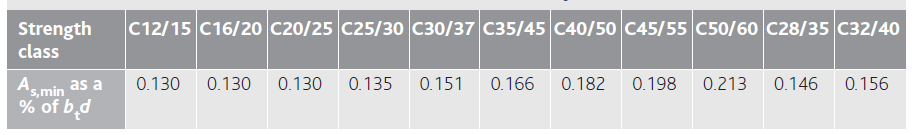 Strength class C12/15 C16/20 C20/25 C25/30 C30/37 C35/45 C40/50 C45/55 C50/60 C28/35 C32/40
As,min as a % of btd 0.130 0.130 0.130 0.135 0.151 0.166 0.182 0.198 0.213 0.146 0.156